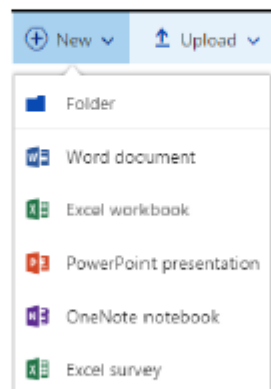 New Upload
Folder
Word document
Excel workbook
PowerPoint presentation
OneNote notebook
Excel survey